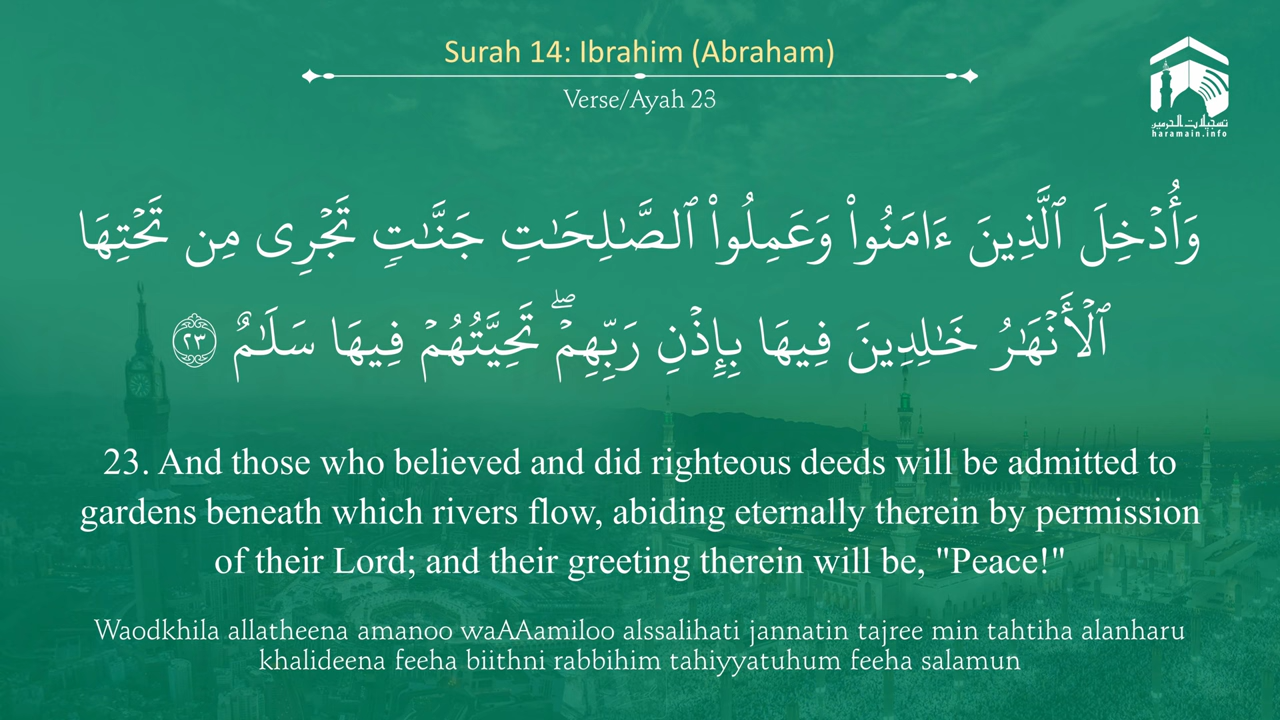 Surah 14: Ibrahim (Abraham)
Verse/Ayah 23
تسجيلات الحرمين
haramain.info
وَأُدْخِلَ ٱلَّذِينَ ءَامَنُوا۟ وَعَمِلُوا۟ ٱلصَّـٰلِحَـٰتِ جَنَّـٰتٍ تَجْرِى مِن تَحْتِهَا
ٱلْأَنْهَـٰرُ خَـٰلِدِينَ فِيهَا بِإِذْنِ رَبِّهِمْ ۖ تَحِيَّتُهُمْ فِيهَا سَلَـٰمٌ ٢٣
23. And those who believed and did righteous deeds will be admitted to
gardens beneath which rivers flow, abiding eternally therein by permission
of their Lord; and their greeting therein will be, "Peace!"
Waodkhila allatheena amanoo waAAamiloo alssalihati jannatin tajree min tahtiha alanharu
khalideena feeha biithni rabbihim tahiyyatuhum feeha salamun